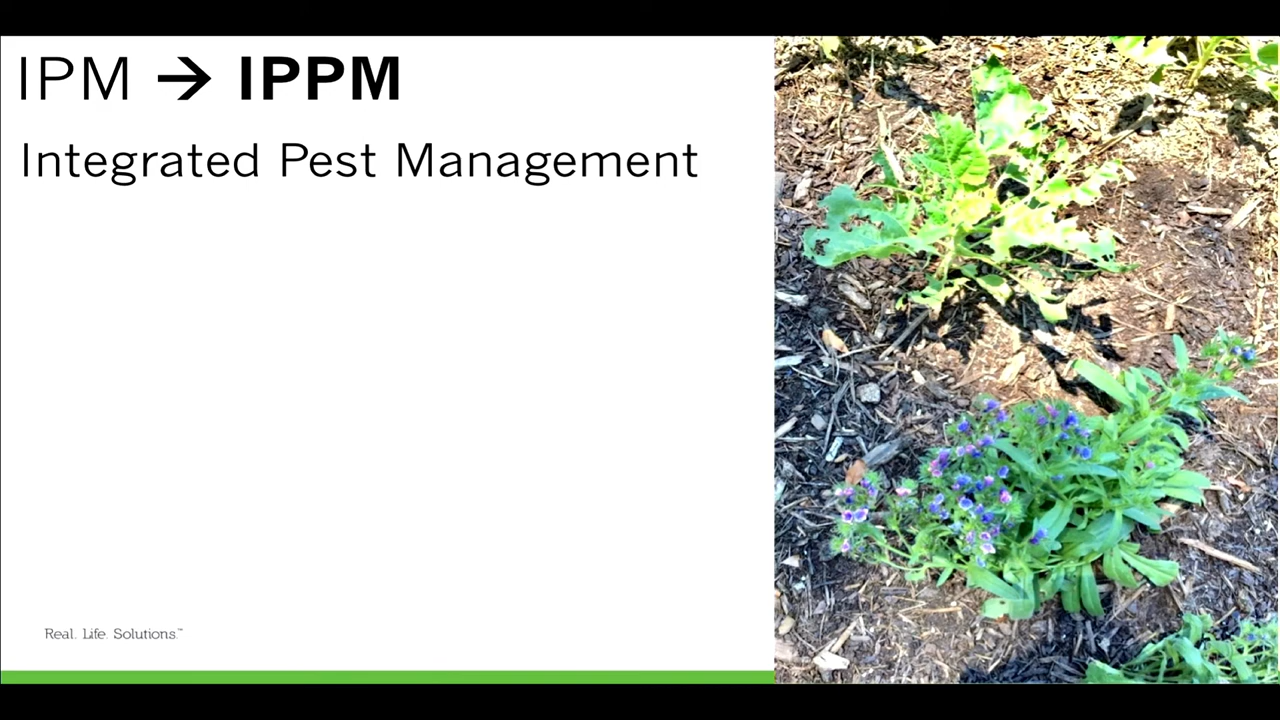 IPM → IPPM
Integrated Pest Management
Real. Life. Solutions.™